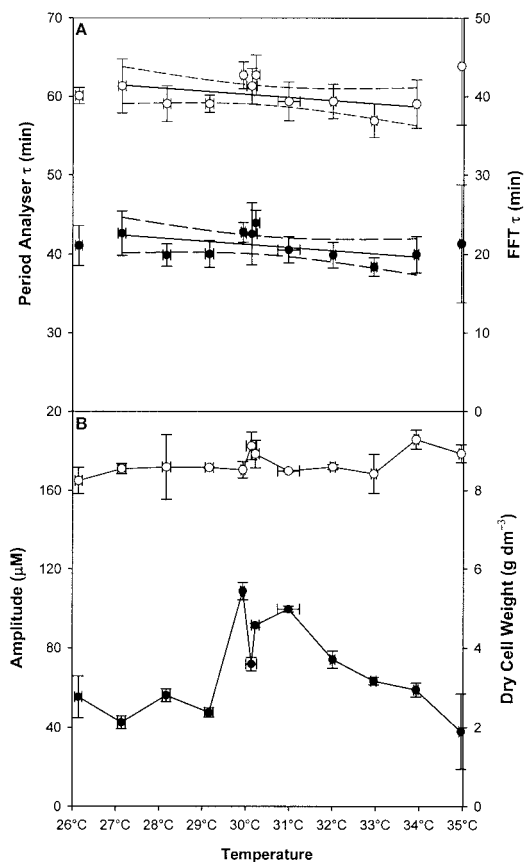 A
70
60
50
40
30
20
Period Analyser τ (min)
50
40
30
20
10
0
FFT τ (min)
B
160
120
80
40
0
Amplitude (μM)
8
6
4
2
0
Dry Cell Weight (g dm⁻³)
26°C 27°C 28°C 29°C 30°C 31°C 32°C 33°C 34°C 35°C
Temperature